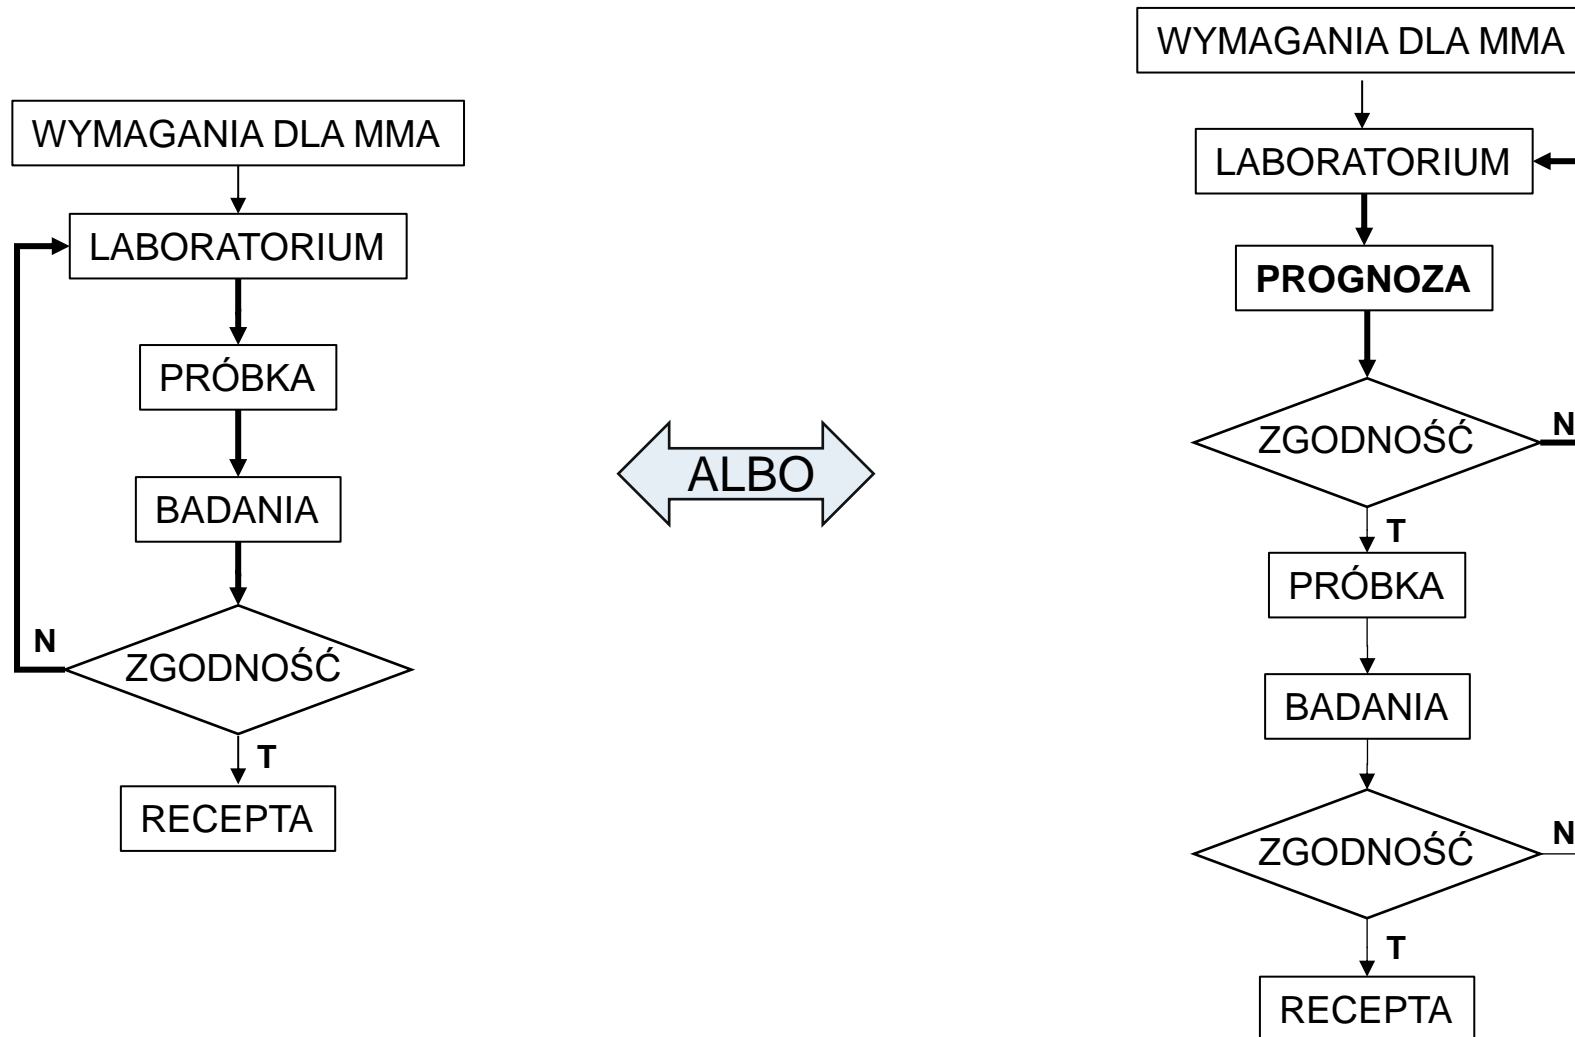 WYMAGANIA DLA MMA
LABORATORIUM
PRÓBKA
BADANIA
ZGODNOŚĆ
N
T
RECEPTA
ALBO
WYMAGANIA DLA MMA
LABORATORIUM
PROGNOZA
ZGODNOŚĆ
N
T
PRÓBKA
BADANIA
ZGODNOŚĆ
N
T
RECEPTA